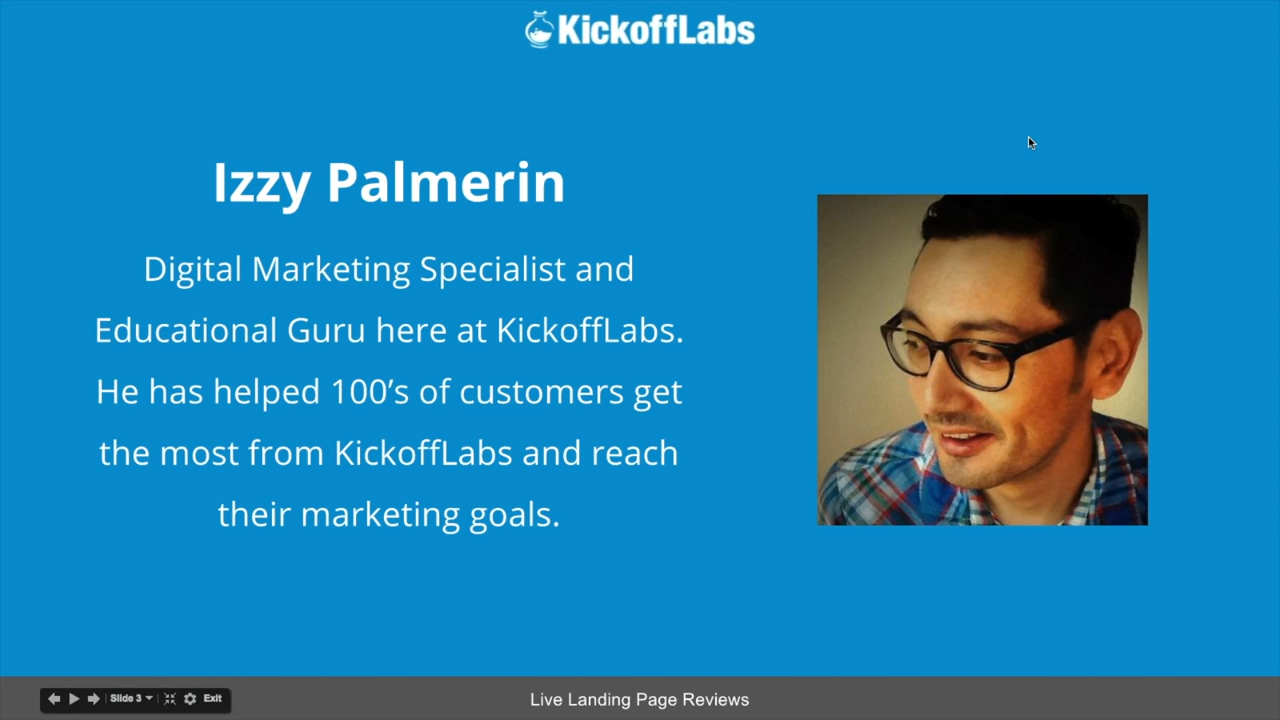 KickoffLabs
Izzy Palmerin
Digital Marketing Specialist and
Educational Guru here at KickoffLabs.
He has helped 100’s of customers get
the most from KickoffLabs and reach
their marketing goals.
Slide 3
Exit
Live Landing Page Reviews